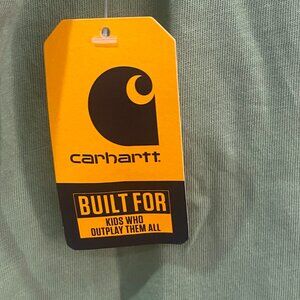 carhartt
BUILT FOR
KIDS WHO
OUTPLAY THEM ALL